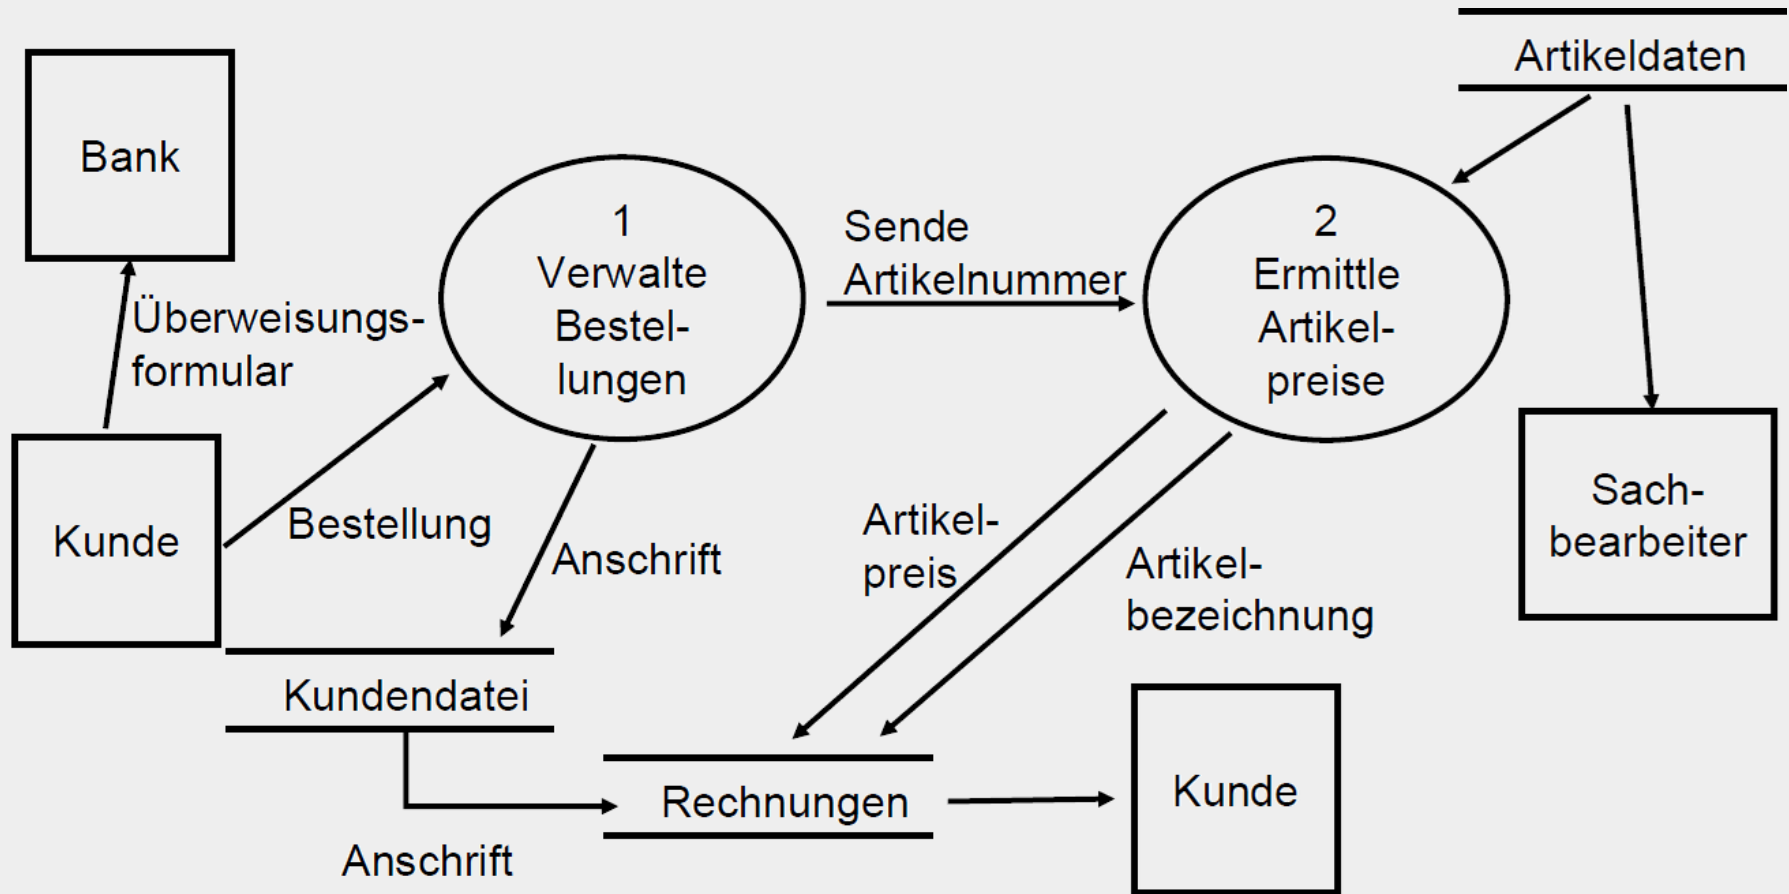 Artikeldaten
Bank
1
Verwalte
Bestel-
lungen
Sende
Artikelnummer
2
Ermittle
Artikel-
preise
Überweisungs-
formular
Kunde
Bestellung
Anschrift
Artikel-
preis
Artikel-
bezeichnung
Sach-
bearbeiter
Kundendatei
Rechnungen
Kunde
Anschrift